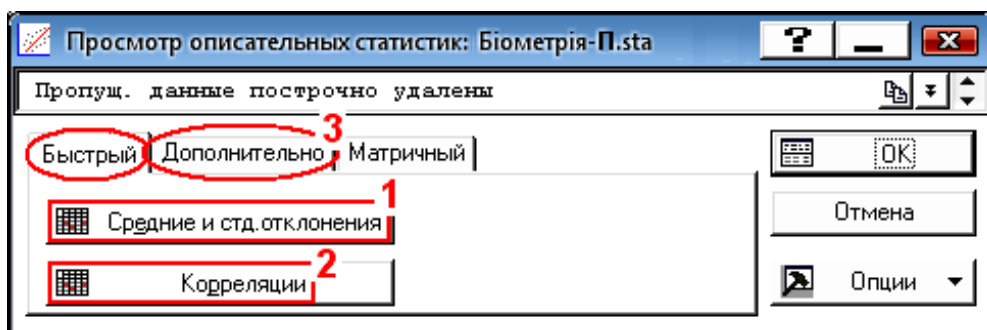 Просмотр описательных статистик: Біометрія-П.sta
Пропущ. данные построчно удалены
3
Быстрый Дополнительно Матричный
OK
1
Средние и стд.отклонения
Отмена
2
Корреляции
Опции